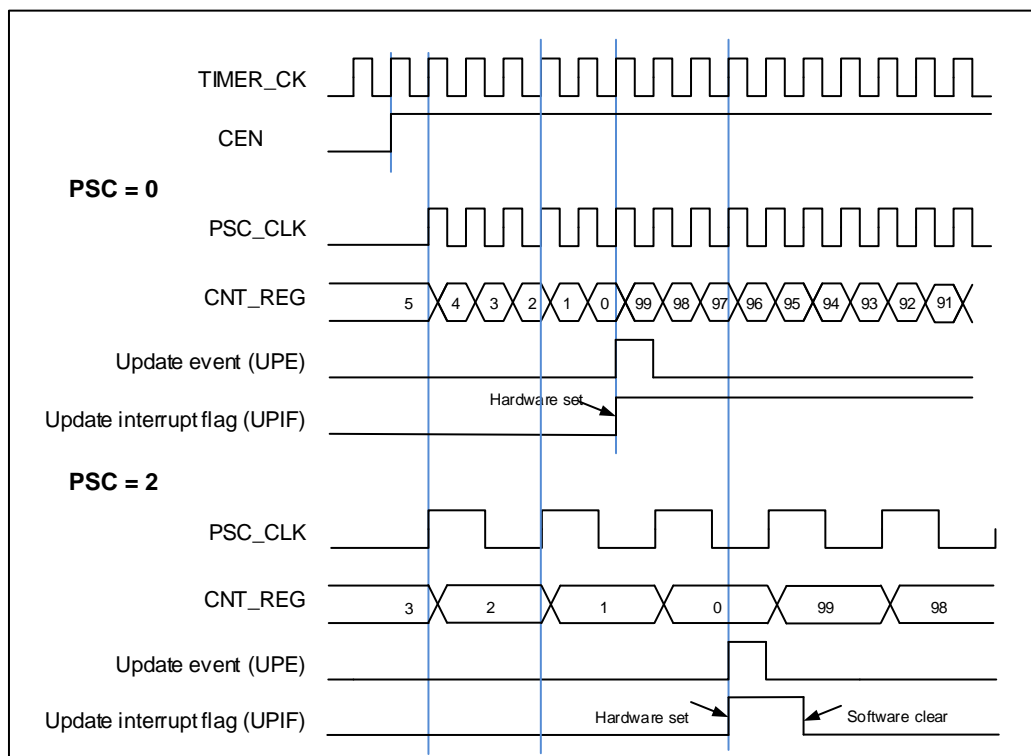 TIMER_CK
CEN
PSC = 0
PSC_CLK
CNT_REG 5 4 3 2 1 0 99 98 97 96 95 94 93 92 91
Update event (UPE)
Hardware set
Update interrupt flag (UPIF)
PSC = 2
PSC_CLK
CNT_REG 3 2 1 0 99 98
Update event (UPE)
Update interrupt flag (UPIF) Hardware set Software clear